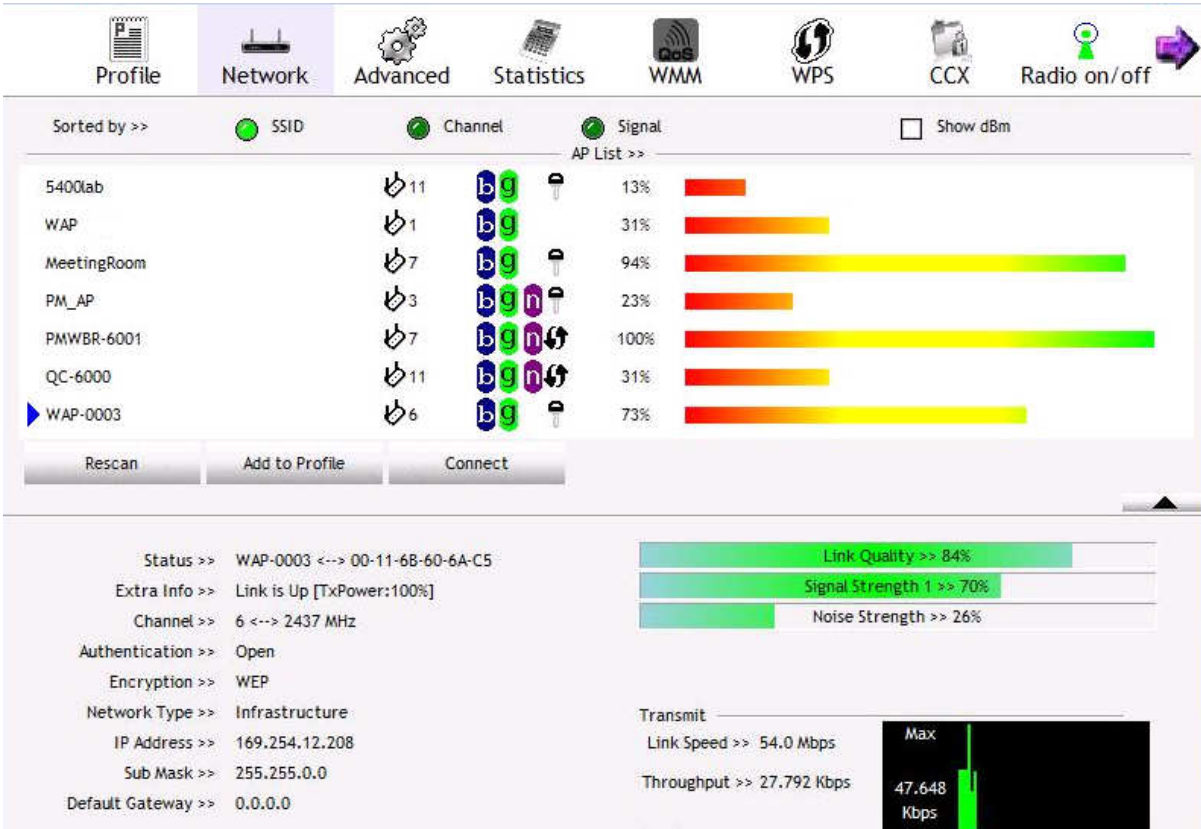 Profile Network Advanced Statistics WMM WPS CCX Radio on/off
QoS
Sorted by >> SSID Channel Signal Show dBm
AP List >>
5400lab 11 b g 13%
WAP 1 b g 31%
MeetingRoom 7 b g 94%
PM_AP 3 b g n 23%
PMWBR-6001 7 b g n 100%
QC-6000 11 b g n 31%
WAP-0003 6 b g 73%
Rescan Add to Profile Connect
Status >> WAP-0003 <--> 00-11-6B-60-6A-C5
Extra Info >> Link is Up [TxPower:100%]
Channel >> 6 <--> 2437 MHz
Authentication >> Open
Encryption >> WEP
Network Type >> Infrastructure
IP Address >> 169.254.12.208
Sub Mask >> 255.255.0.0
Default Gateway >> 0.0.0.0
Link Quality >> 84%
Signal Strength 1 >> 70%
Noise Strength >> 26%
Transmit
Link Speed >> 54.0 Mbps
Throughput >> 27.792 Kbps
Max
47.648
Kbps